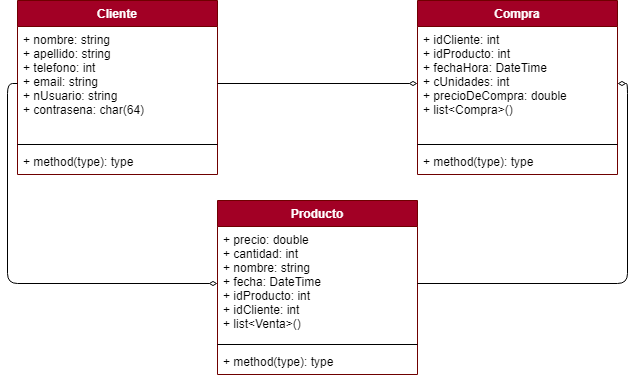 Cliente
+ nombre: string
+ apellido: string
+ telefono: int
+ email: string
+ nUsuario: string
+ contrasena: char(64)
+ method(type): type
Compra
+ idCliente: int
+ idProducto: int
+ fechaHora: DateTime
+ cUnidades: int
+ precioDeCompra: double
+ list<Compra>()
+ method(type): type
Producto
+ precio: double
+ cantidad: int
+ nombre: string
+ fecha: DateTime
+ idProducto: int
+ idCliente: int
+ list<Venta>()
+ method(type): type